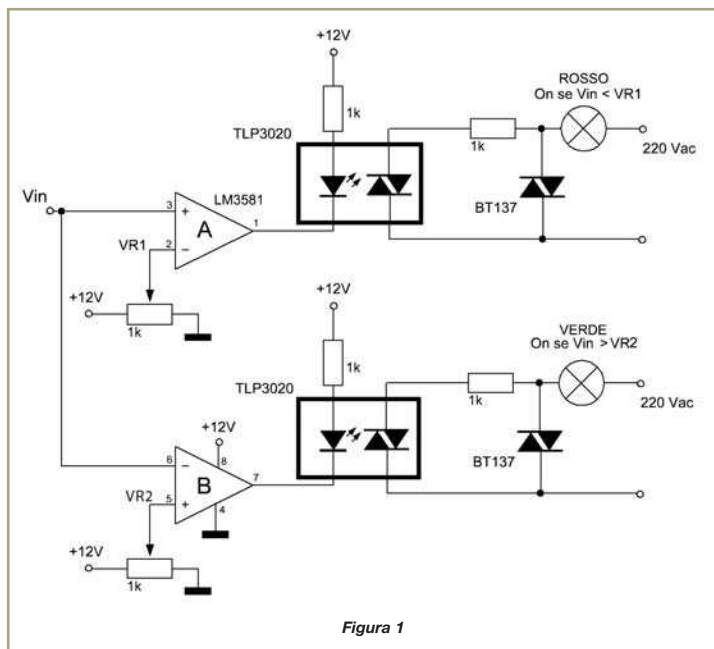 +12V
1k
TLP3020
ROSSO
On se Vin < VR1
1k
220 Vac
BT137
Vin
LM3581
3
+
A
1
2
−
VR1
+12V
1k
+12V
1k
TLP3020
VERDE
On se Vin > VR2
1k
220 Vac
BT137
+12V
6
−
8
B
7
5
+
4
VR2
+12V
1k
Figura 1